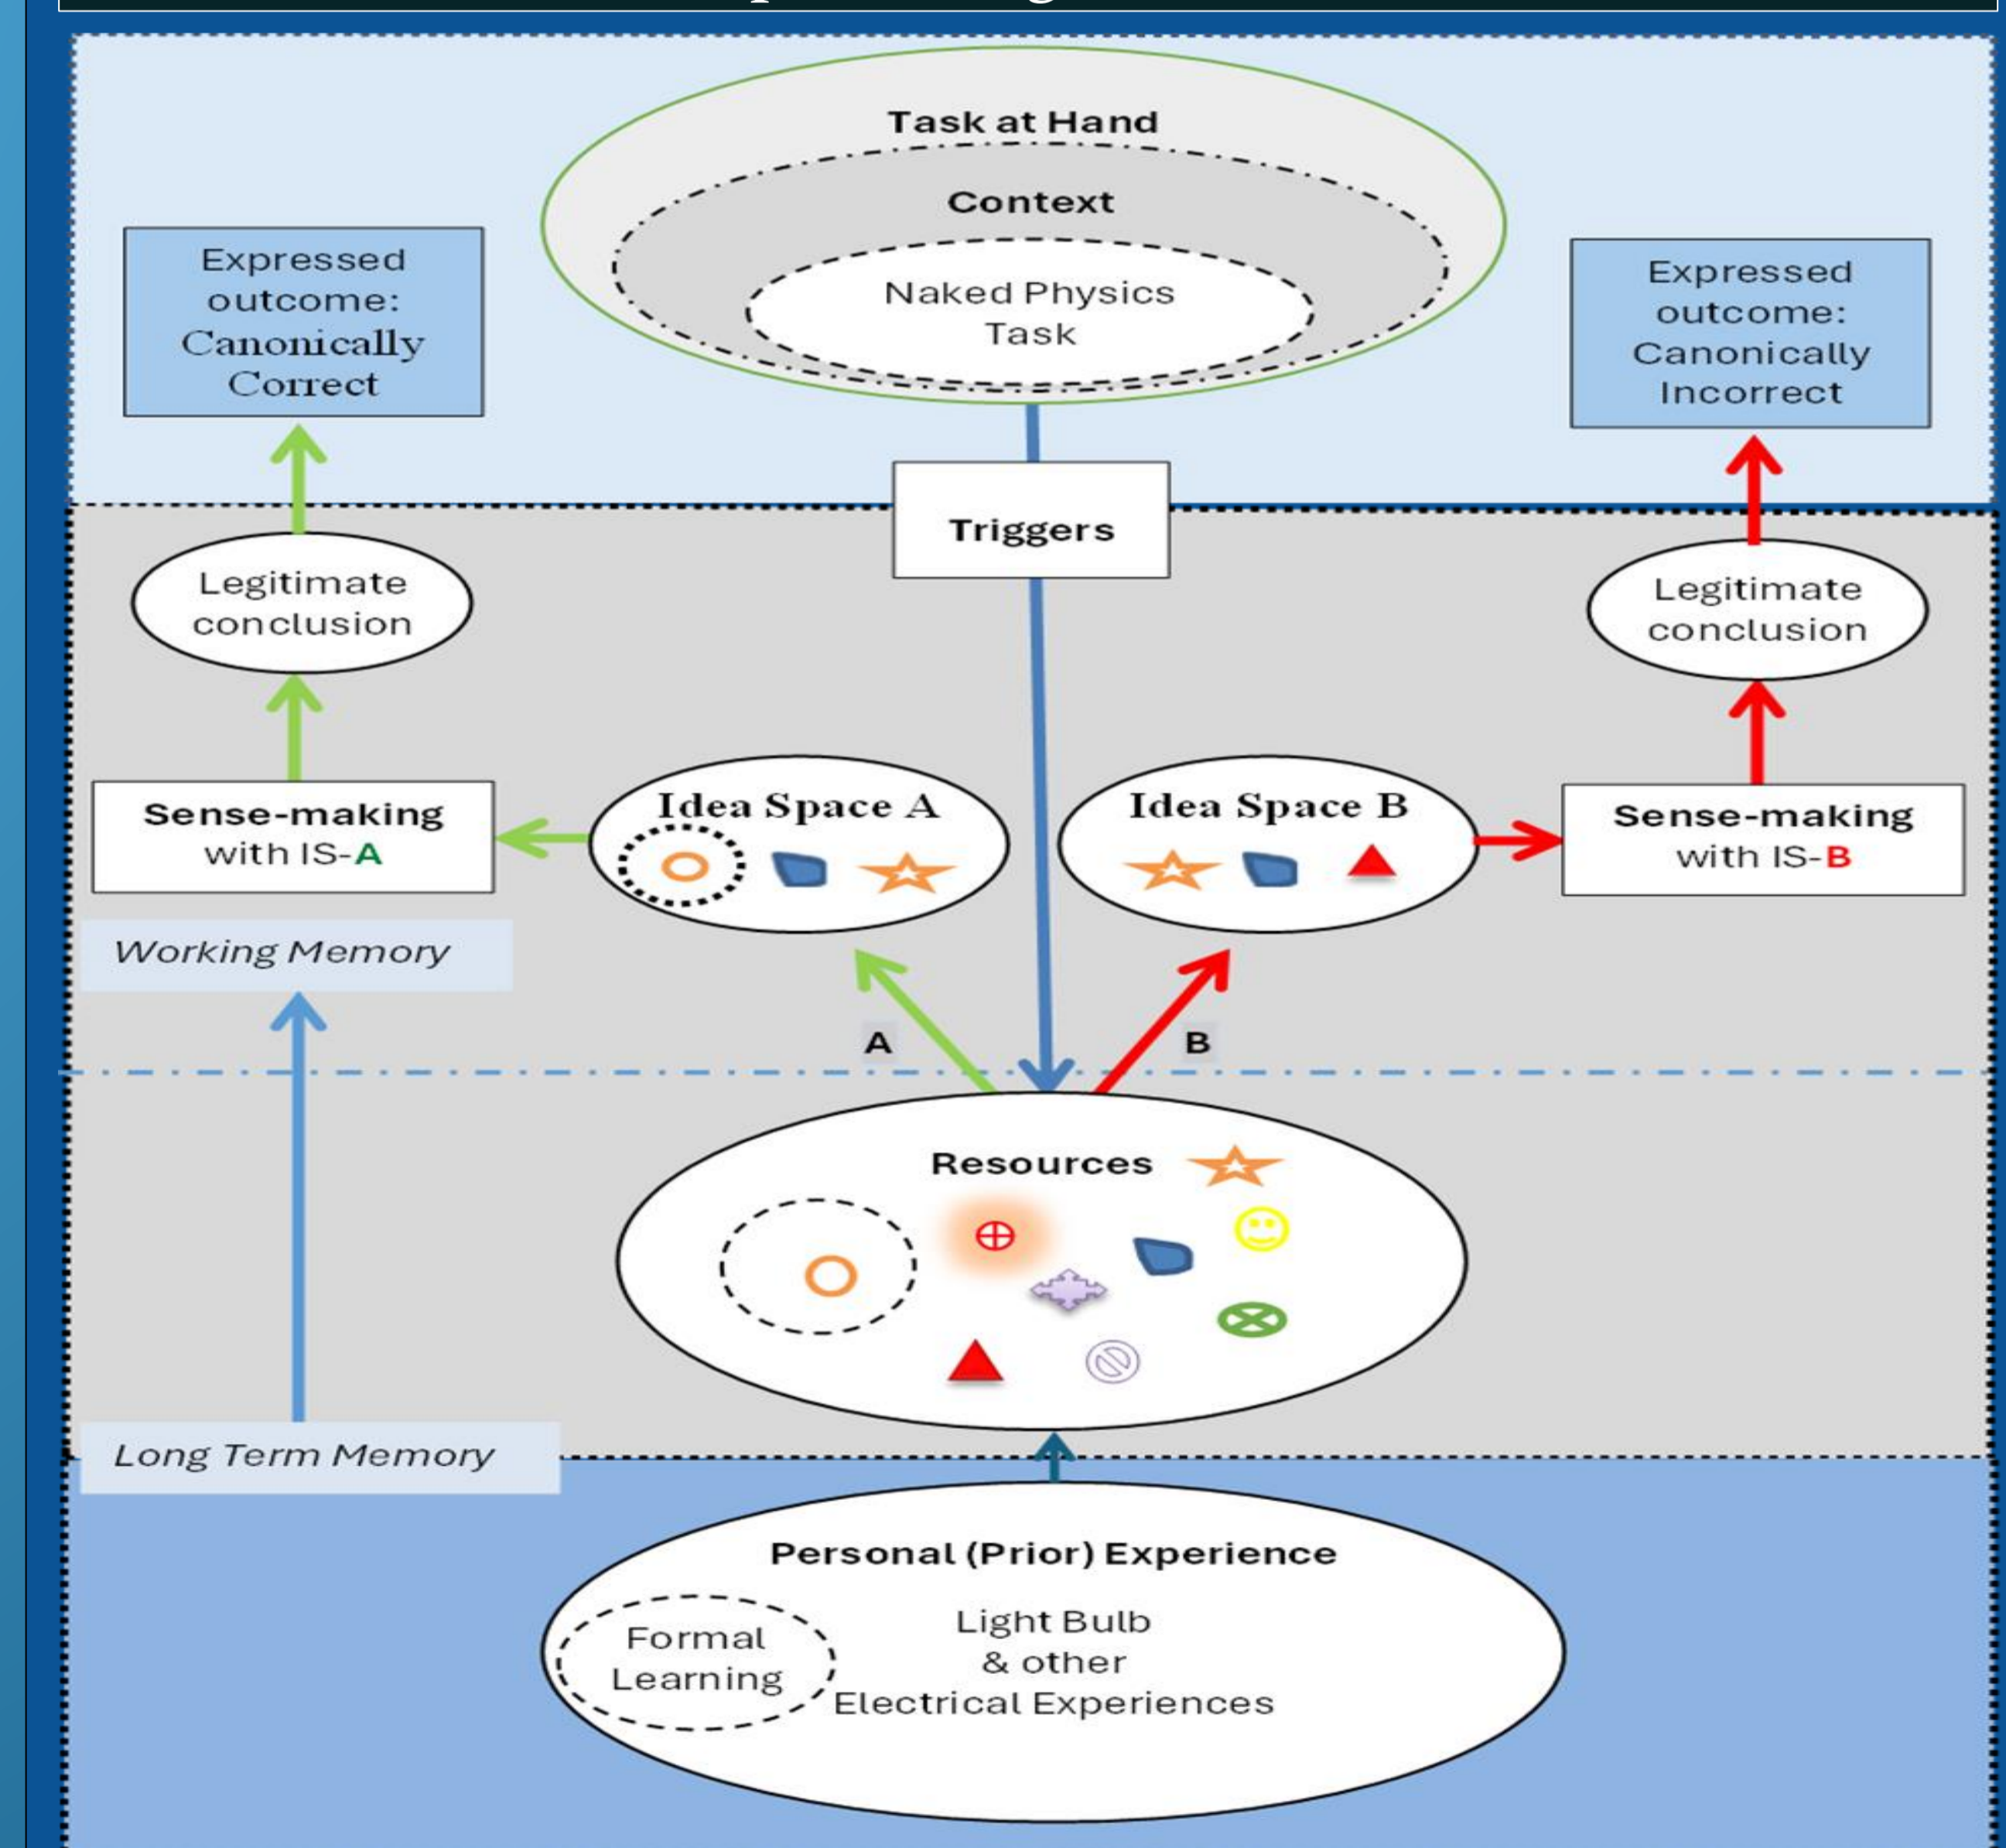 Task at Hand
Context
Naked Physics
Task
Expressed
outcome:
Canonically
Correct
Expressed
outcome:
Canonically
Incorrect
Triggers
Legitimate
conclusion
Legitimate
conclusion
Idea Space A
Idea Space B
Sense-making
with IS-A
Sense-making
with IS-B
Working Memory
A
B
Resources
Long Term Memory
Personal (Prior) Experience
Formal
Learning
Light Bulb
& other
Electrical Experiences